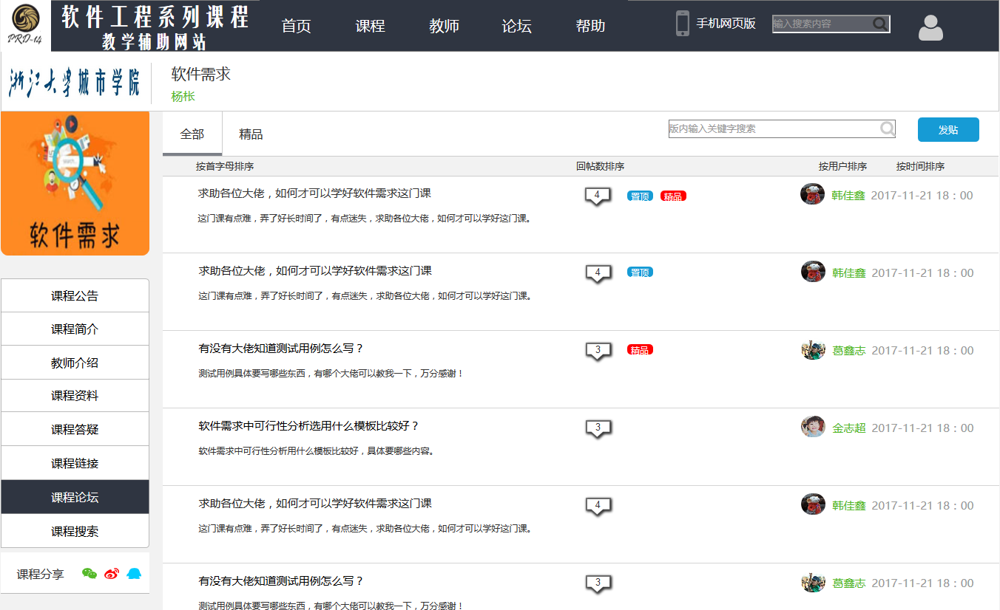 PRD-14
软件工程系列课程
教学辅助网站
首页
课程
教师
论坛
帮助
手机网页版
输入搜索内容
浙江大学城市学院
软件需求
杨枨
软件需求
全部
精品
版内输入关键字搜索
发贴
按首字母排序
回帖数排序
按用户排序
按时间排序
求助各位大佬，如何才可以学好软件需求这门课
4
置顶
精品
韩佳鑫 2017-11-21 18：00
这门课有点难，弄了好长时间了，有点迷失，求助各位大佬，如何才可以学好这门课。
求助各位大佬，如何才可以学好软件需求这门课
4
置顶
韩佳鑫 2017-11-21 18：00
这门课有点难，弄了好长时间了，有点迷失，求助各位大佬，如何才可以学好这门课。
有没有大佬知道测试用例怎么写？
3
精品
葛鑫志 2017-11-21 18：00
测试用例具体要写哪些东西，有哪个大佬可以教我一下，万分感谢！
软件需求中可行性分析选用什么模板比较好？
3
金志超 2017-11-21 18：00
软件需求中可行性分析用什么模板比较好，具体要哪些内容。
求助各位大佬，如何才可以学好软件需求这门课
4
韩佳鑫 2017-11-21 18：00
这门课有点难，弄了好长时间了，有点迷失，求助各位大佬，如何才可以学好这门课。
有没有大佬知道测试用例怎么写？
3
葛鑫志 2017-11-21 18：00
测试用例具体要写哪些东西，有哪个大佬可以教我一下，万分感谢！
课程公告
课程简介
教师介绍
课程资料
课程答疑
课程链接
课程论坛
课程搜索
课程分享